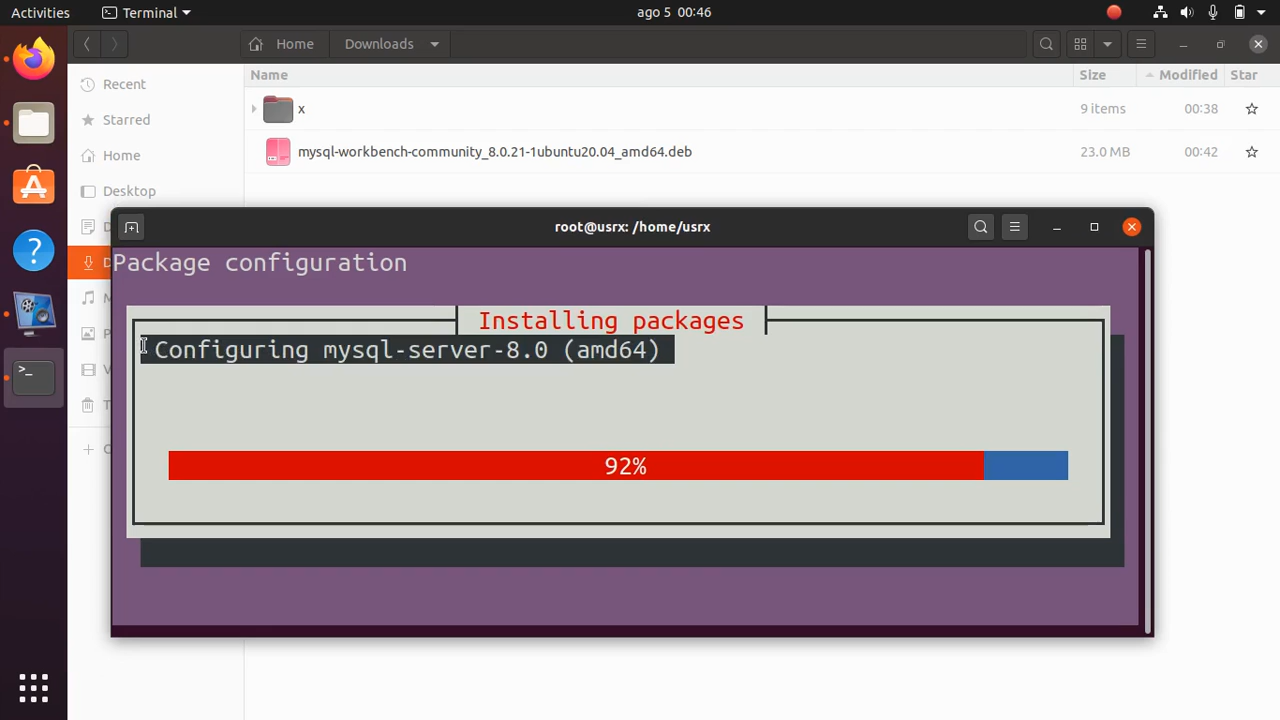 Activities Terminal ago 5 00:46
Home Downloads
Name Size Modified Star
Recent
x 9 items 00:38
Starred
Home
mysql-workbench-community_8.0.21-1ubuntu20.04_amd64.deb 23.0 MB 00:42
Desktop
root@usrx: /home/usrx
Package configuration
Installing packages
Configuring mysql-server-8.0 (amd64)
92%